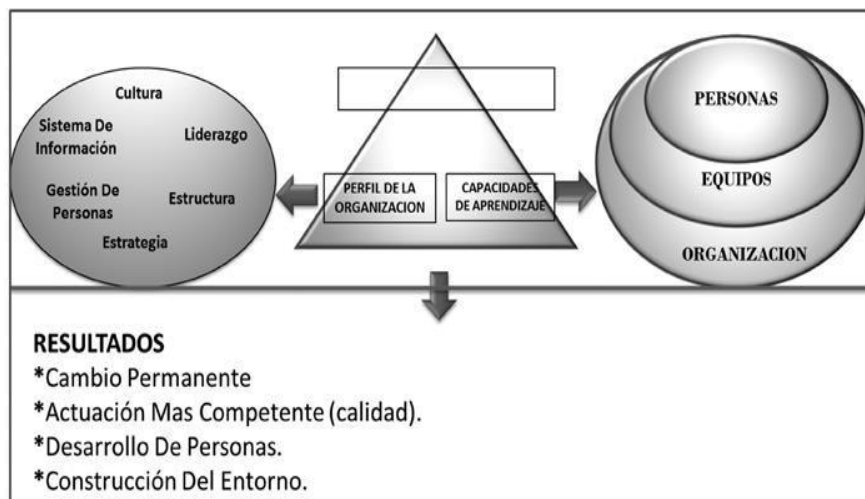 Cultura
Sistema De
Información
Liderazgo
Gestión De
Personas
Estructura
Estrategia
PERFIL DE LA
ORGANIZACION
CAPACIDADES
DE APRENDIZAJE
PERSONAS
EQUIPOS
ORGANIZACION
RESULTADOS
*Cambio Permanente
*Actuación Mas Competente (calidad).
*Desarrollo De Personas.
*Construcción Del Entorno.